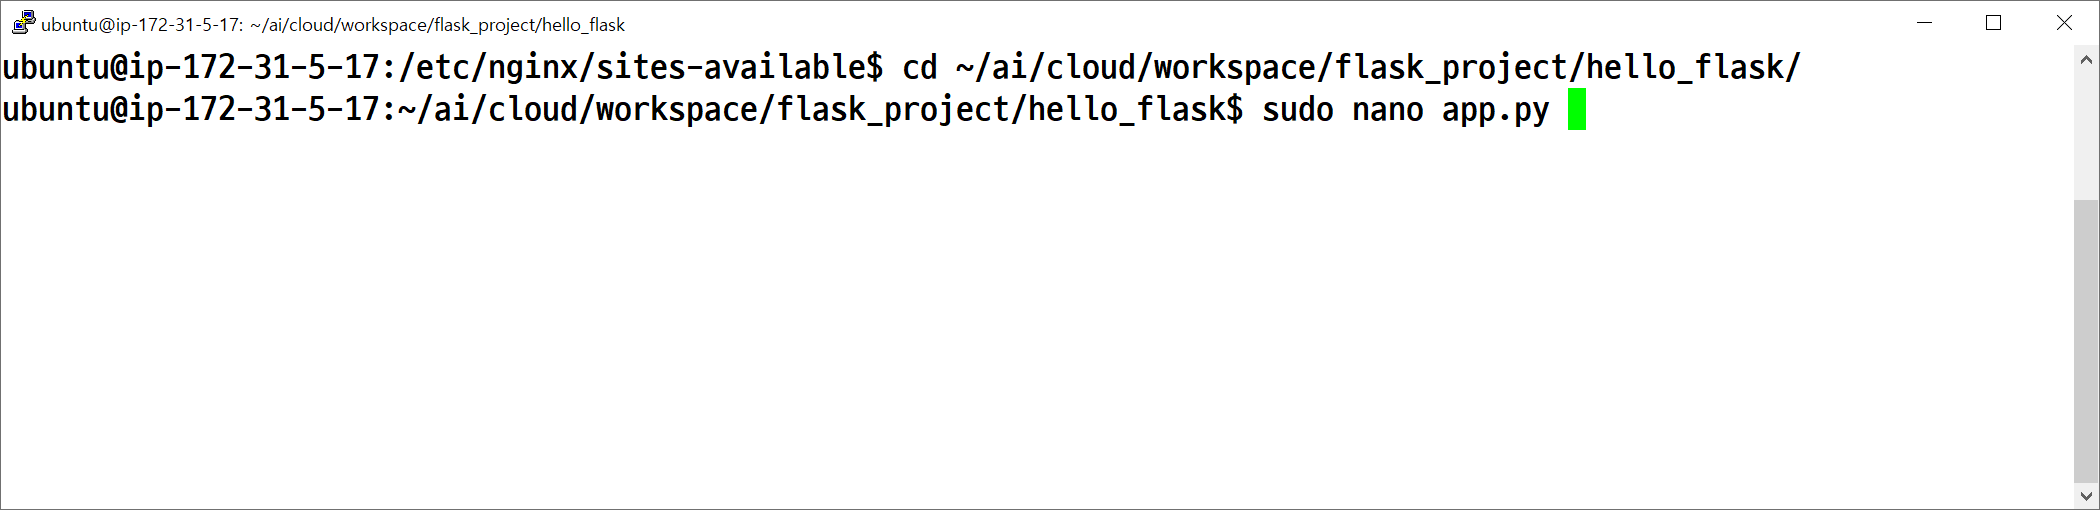 ubuntu@ip-172-31-5-17: ~/ai/cloud/workspace/flask_project/hello_flask
ubuntu@ip-172-31-5-17:/etc/nginx/sites-available$ cd ~/ai/cloud/workspace/flask_project/hello_flask/
ubuntu@ip-172-31-5-17:~/ai/cloud/workspace/flask_project/hello_flask$ sudo nano app.py